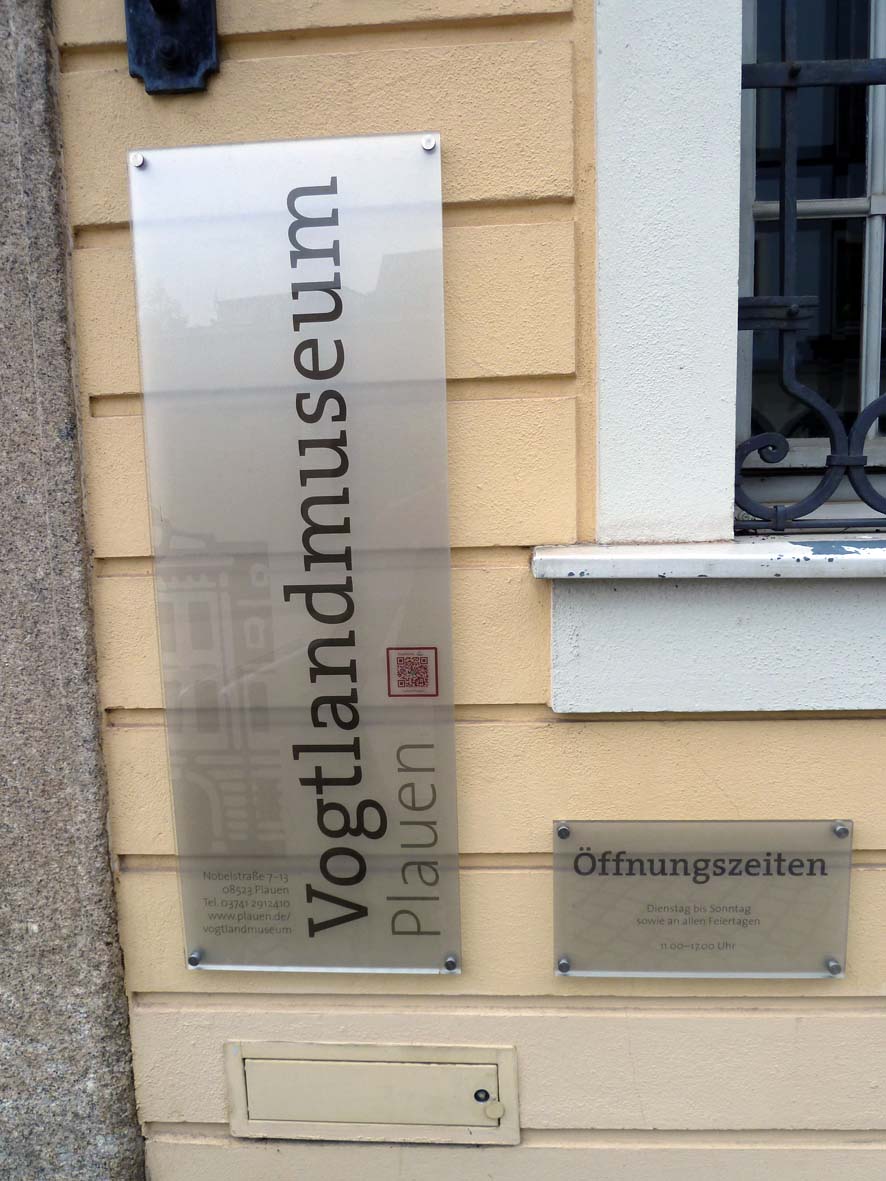 Vogtlandmuseum
Plauen
Nobelstraße 7-13
08523 Plauen
Tel. 03741 2912410
www.plauen.de/
vogtlandmuseum
Öffnungszeiten
Dienstag bis Sonntag
sowie an allen Feiertagen
11.00–17.00 Uhr